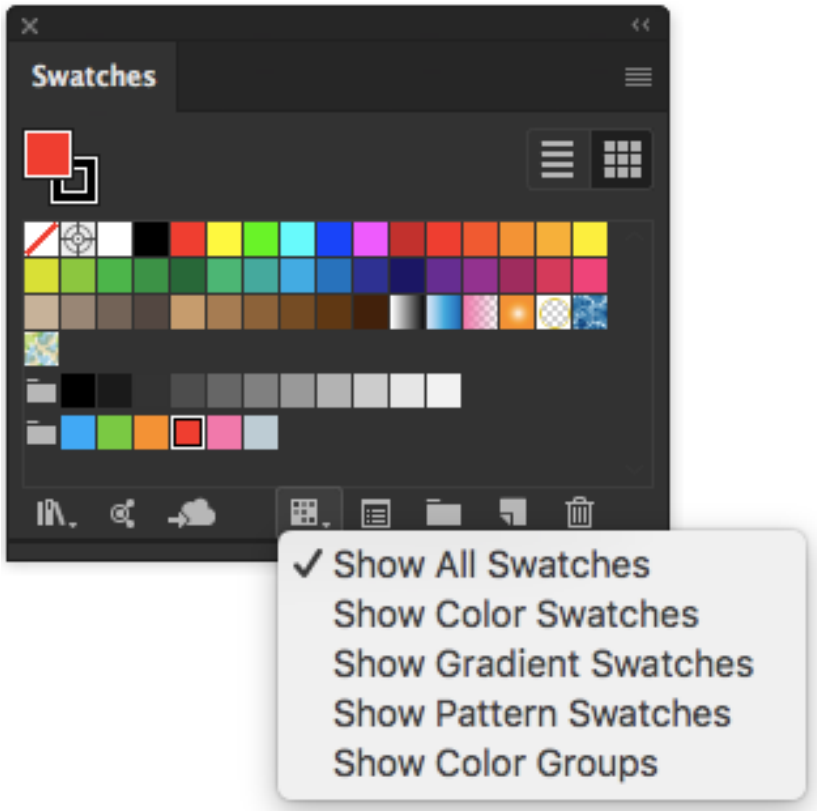 Swatches
Show All Swatches
Show Color Swatches
Show Gradient Swatches
Show Pattern Swatches
Show Color Groups